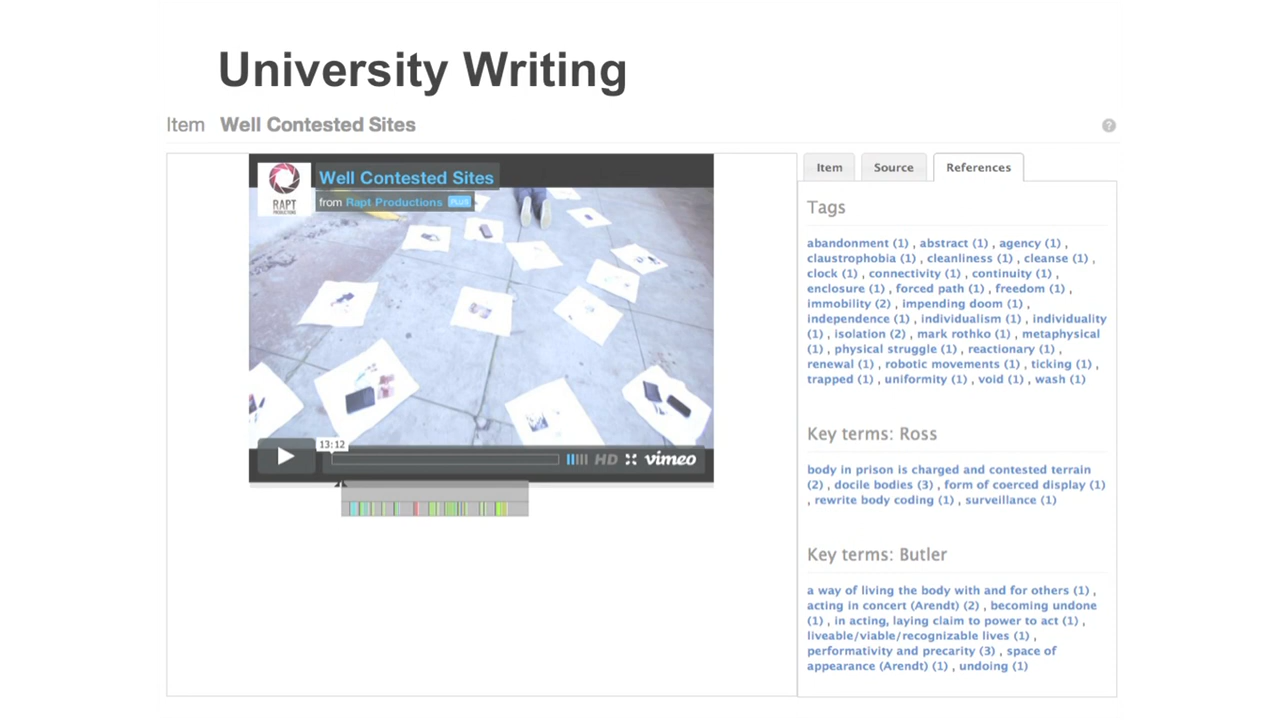 University Writing
Item Well Contested Sites
?
RAPT
PRODUCTIONS
Well Contested Sites
from Rapt Productions PLUS
13:12
HD vimeo
Item Source References
Tags
abandonment (1) , abstract (1) , agency (1) ,
claustrophobia (1) , cleanliness (1) , cleanse (1) ,
clock (1) , connectivity (1) , continuity (1) ,
enclosure (1) , forced path (1) , freedom (1) ,
immobility (2) , impending doom (1) ,
independence (1) , individualism (1) , individuality
(1) , isolation (2) , mark rothko (1) , metaphysical
(1) , physical struggle (1) , reactionary (1) ,
renewal (1) , robotic movements (1) , ticking (1) ,
trapped (1) , uniformity (1) , void (1) , wash (1)
Key terms: Ross
body in prison is charged and contested terrain
(2) , docile bodies (3) , form of coerced display (1)
, rewrite body coding (1) , surveillance (1)
Key terms: Butler
a way of living the body with and for others (1) ,
acting in concert (Arendt) (2) , becoming undone
(1) , in acting, laying claim to power to act (1) ,
liveable/viable/recognizable lives (1) ,
performativity and precarity (3) , space of
appearance (Arendt) (1) , undoing (1)